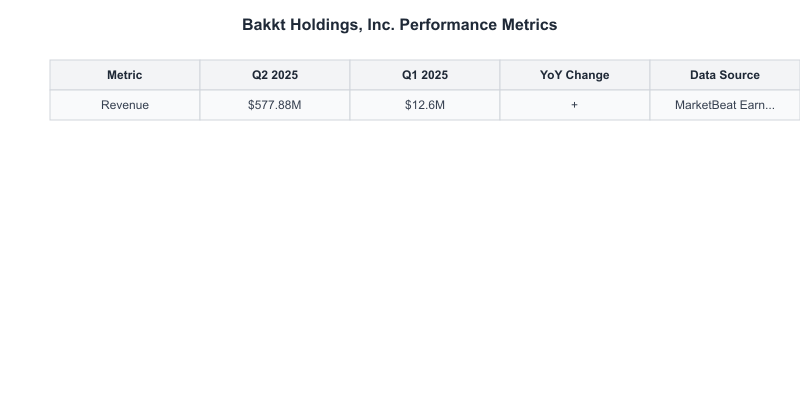 Bakkt Holdings, Inc. Performance Metrics
Metric Q2 2025 Q1 2025 YoY Change Data Source
Revenue $577.88M $12.6M + MarketBeat Earn...